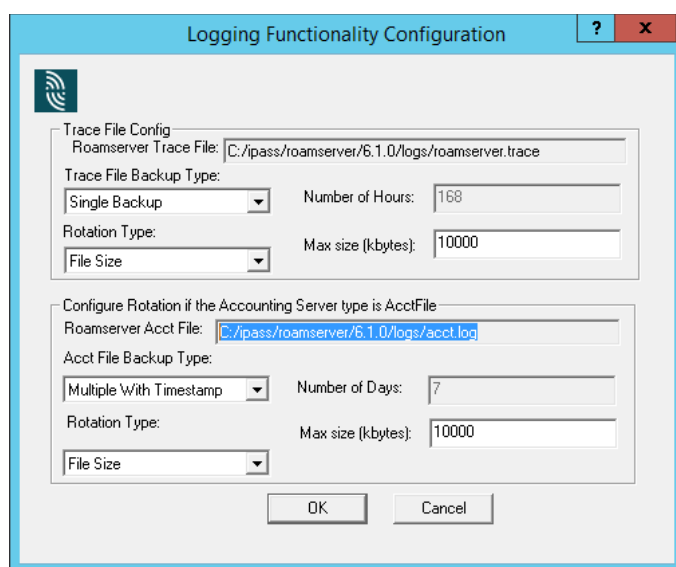 Logging Functionality Configuration
? x
Trace File Config
Roamserver Trace File: C:/ipass/roamserver/6.1.0/logs/roamserver.trace
Trace File Backup Type:
Single Backup Number of Hours: 168
Rotation Type:
File Size Max size (kbytes): 10000
Configure Rotation if the Accounting Server type is AcctFile
Roamserver Acct File: C:/ipass/roamserver/6.1.0/logs/acct.log
Acct File Backup Type:
Multiple With Timestamp Number of Days: 7
Rotation Type:
Max size (kbytes): 10000
File Size
OK Cancel